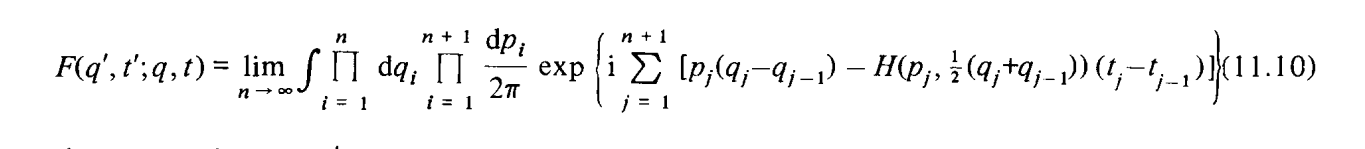 F(q′, t′; q, t) = lim_{n→∞} ∫ ∏_{i = 1}^{n} dq_i ∏_{i = 1}^{n + 1} dp_i/2π exp { i ∑_{j = 1}^{n + 1} [p_j(q_j−q_{j−1}) − H(p_j, ½(q_j+q_{j−1})) (t_j−t_{j−1})]} (11.10)